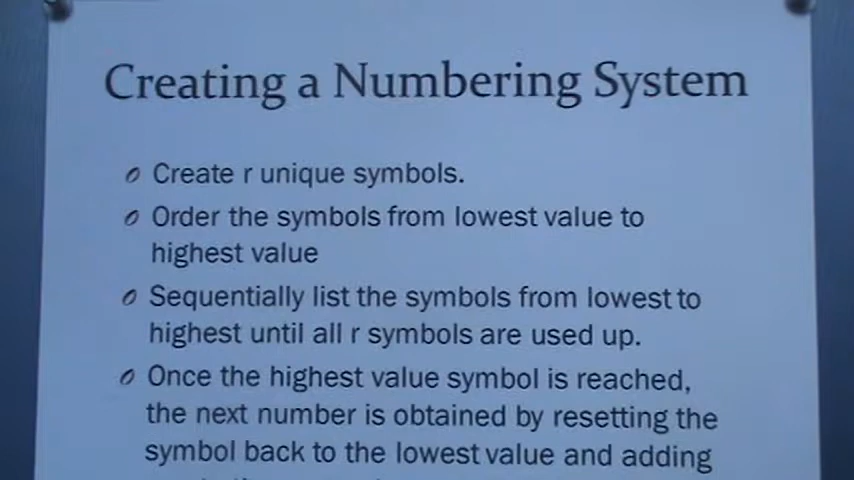 Creating a Numbering System
Create r unique symbols.
Order the symbols from lowest value to
highest value
Sequentially list the symbols from lowest to
highest until all r symbols are used up.
Once the highest value symbol is reached,
the next number is obtained by resetting the
symbol back to the lowest value and adding